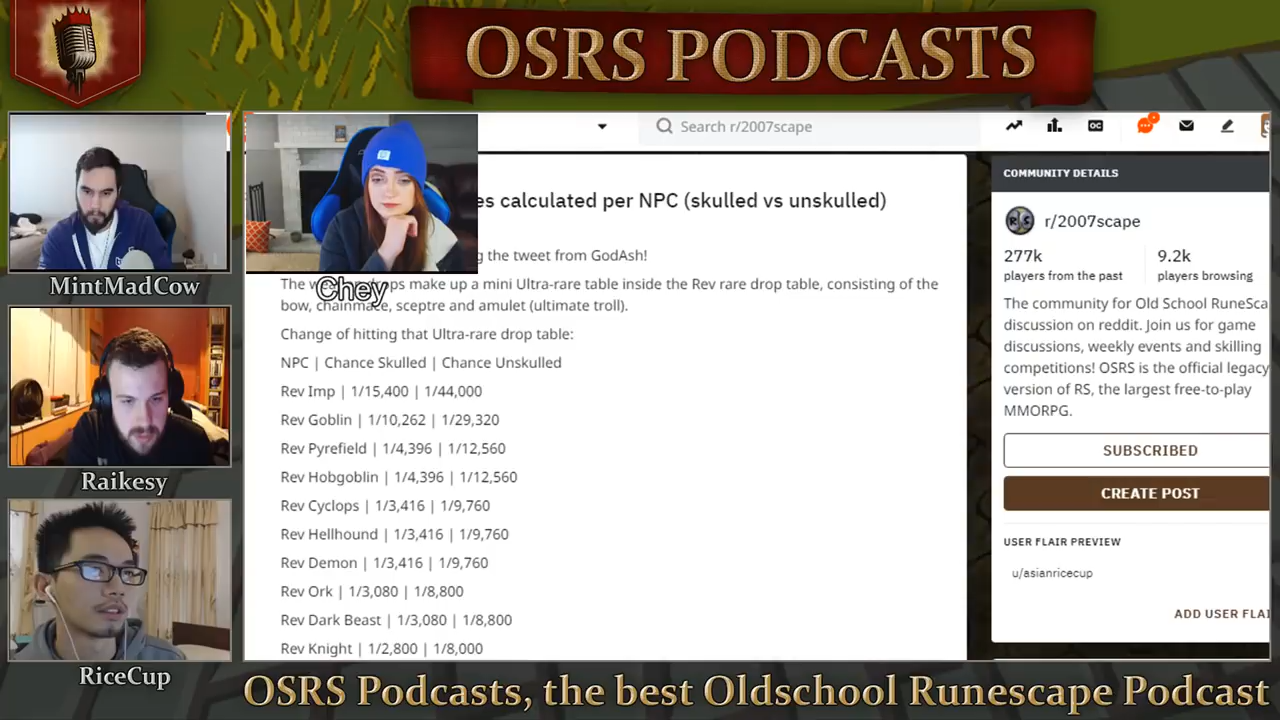 OSRS PODCASTS
Search r/2007scape
es calculated per NPC (skulled vs unskulled)
g the tweet from GodAsh!
The w ps make up a mini Ultra-rare table inside the Rev rare drop table, consisting of the
bow, chainmace, sceptre and amulet (ultimate troll).
Change of hitting that Ultra-rare drop table:
NPC | Chance Skulled | Chance Unskulled
Rev Imp | 1/15,400 | 1/44,000
Rev Goblin | 1/10,262 | 1/29,320
Rev Pyrefield | 1/4,396 | 1/12,560
Rev Hobgoblin | 1/4,396 | 1/12,560
Rev Cyclops | 1/3,416 | 1/9,760
Rev Hellhound | 1/3,416 | 1/9,760
Rev Demon | 1/3,416 | 1/9,760
Rev Ork | 1/3,080 | 1/8,800
Rev Dark Beast | 1/3,080 | 1/8,800
Rev Knight | 1/2,800 | 1/8,000
COMMUNITY DETAILS
r/2007scape
277k
players from the past
9.2k
players browsing
The community for Old School RuneSca
discussion on reddit. Join us for game
discussions, weekly events and skilling
competitions! OSRS is the official legacy
version of RS, the largest free-to-play
MMORPG.
SUBSCRIBED
CREATE POST
USER FLAIR PREVIEW
u/asianricecup
ADD USER FLAI
MintMadCow
Chey
Raikesy
RiceCup
OSRS Podcasts, the best Oldschool Runescape Podcast